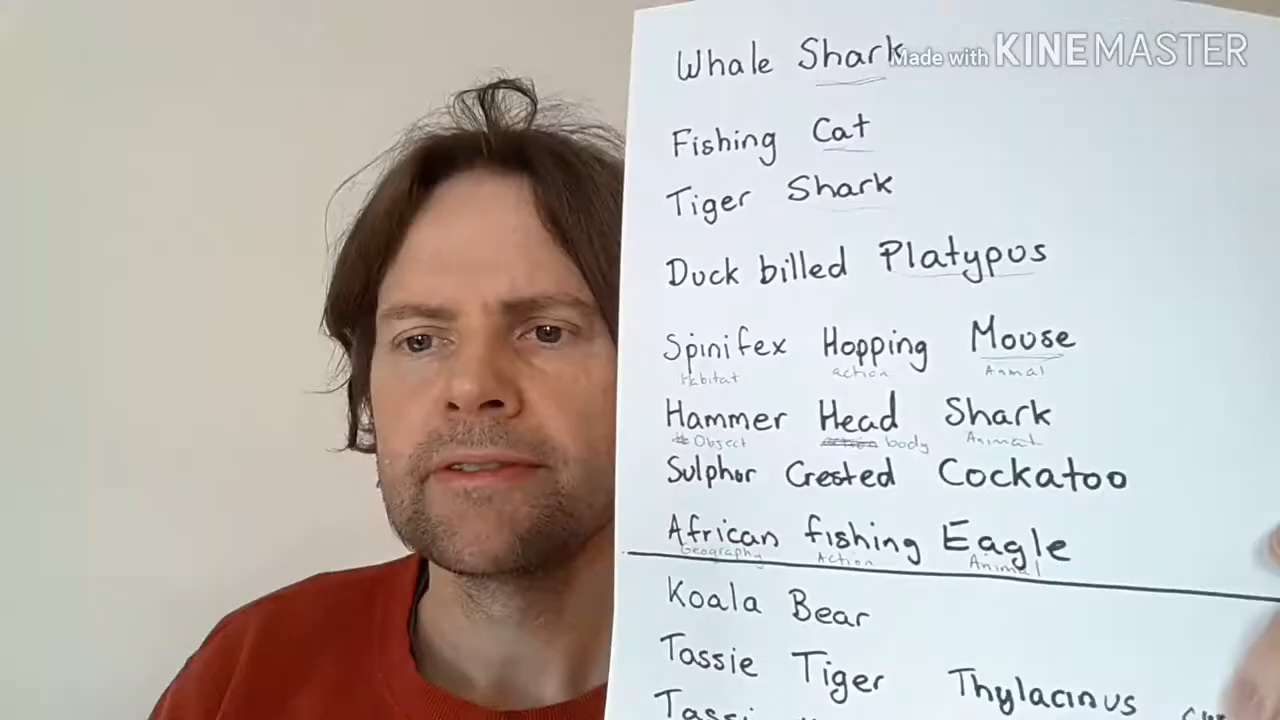 Made with KINEMASTER
Whale Shark
Fishing Cat
Tiger Shark
Duck billed Platypus
Spinifex Hopping Mouse
Habitat action Anmal
Hammer Head Shark
Object body Animal
Sulphor Crested Cockatoo
African fishing Eagle
Geography Action Animal
Koala Bear
Tassie Tiger Thylacinus